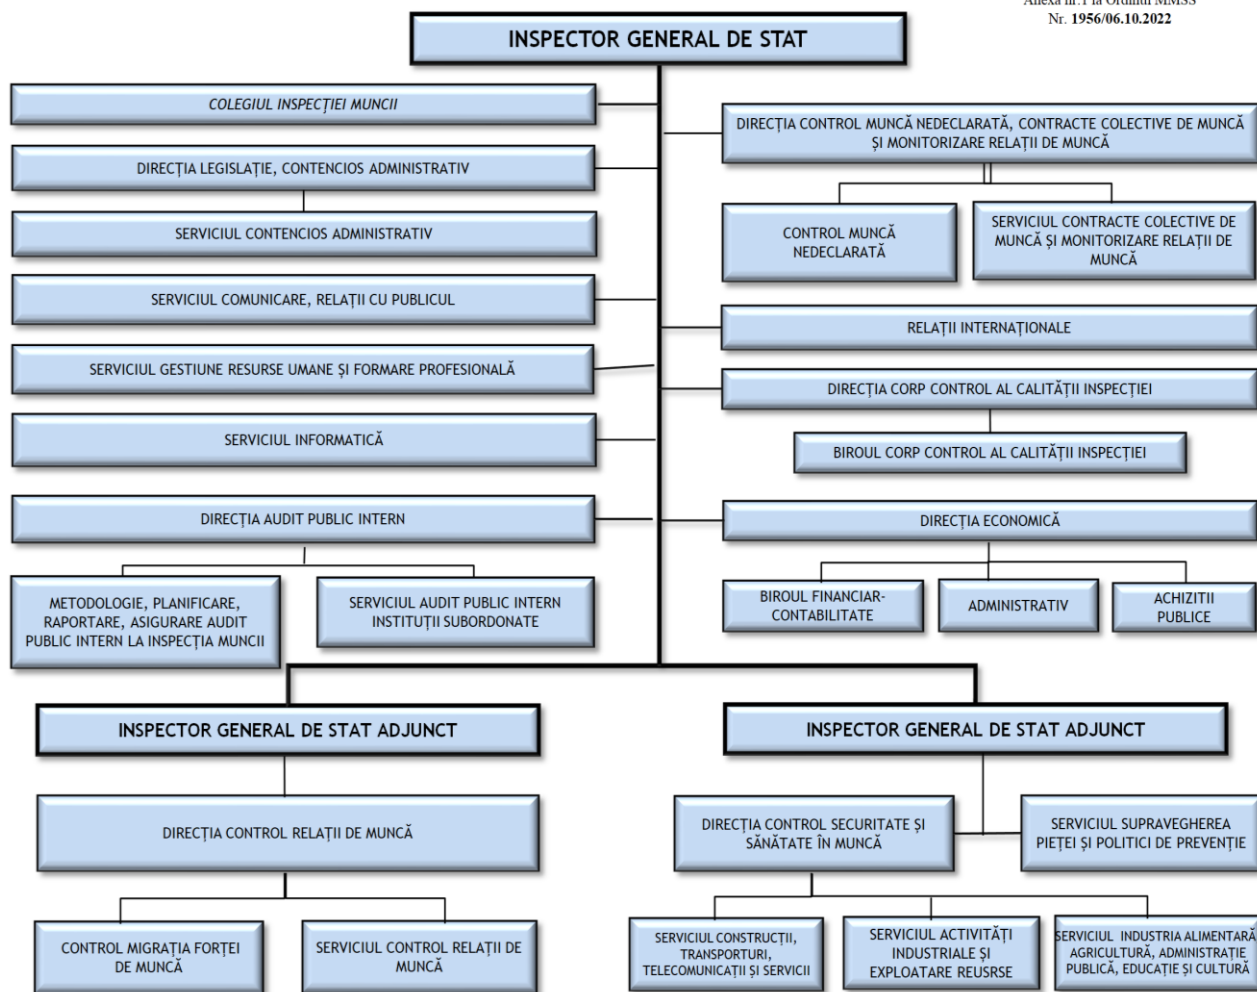 Anexa nr.1 la Ordinul MMSS
Nr. 1956/06.10.2022
INSPECTOR GENERAL DE STAT
COLEGIUL INSPECȚIEI MUNCII
DIRECȚIA LEGISLAȚIE, CONTENCIOS ADMINISTRATIV
SERVICIUL CONTENCIOS ADMINISTRATIV
SERVICIUL COMUNICARE, RELAȚII CU PUBLICUL
SERVICIUL GESTIUNE RESURSE UMANE ȘI FORMARE PROFESIONALĂ
SERVICIUL INFORMATICĂ
DIRECȚIA AUDIT PUBLIC INTERN
METODOLOGIE, PLANIFICARE,
RAPORTARE, ASIGURARE AUDIT
PUBLIC INTERN LA INSPECȚIA MUNCII
SERVICIUL AUDIT PUBLIC INTERN
INSTITUȚII SUBORDONATE
DIRECȚIA CONTROL MUNCĂ NEDECLARATĂ, CONTRACTE COLECTIVE DE MUNCĂ
ȘI MONITORIZARE RELAȚII DE MUNCĂ
CONTROL MUNCĂ
NEDECLARATĂ
SERVICIUL CONTRACTE COLECTIVE DE
MUNCĂ ȘI MONITORIZARE RELAȚII DE
MUNCĂ
RELAȚII INTERNAȚIONALE
DIRECȚIA CORP CONTROL AL CALITĂȚII INSPECȚIEI
BIROUL CORP CONTROL AL CALITĂȚII INSPECȚIEI
DIRECȚIA ECONOMICĂ
BIROUL FINANCIAR-
CONTABILITATE
ADMINISTRATIV
ACHIZITII
PUBLICE
INSPECTOR GENERAL DE STAT ADJUNCT
DIRECȚIA CONTROL RELAȚII DE MUNCĂ
CONTROL MIGRAȚIA FORȚEI
DE MUNCĂ
SERVICIUL CONTROL RELAȚII DE
MUNCĂ
INSPECTOR GENERAL DE STAT ADJUNCT
DIRECȚIA CONTROL SECURITATE ȘI
SĂNĂTATE ÎN MUNCĂ
SERVICIUL SUPRAVEGHEREA
PIEȚEI ȘI POLITICI DE PREVENȚIE
SERVICIUL CONSTRUCȚII,
TRANSPORTURI,
TELECOMUNICAȚII ȘI SERVICII
SERVICIUL ACTIVITĂȚI
INDUSTRIALE ȘI
EXPLOATARE REUSRSE
SERVICIUL INDUSTRIA ALIMENTARĂ,
AGRICULTURĂ, ADMINISTRAȚIE
PUBLICĂ, EDUCAȚIE ȘI CULTURĂ